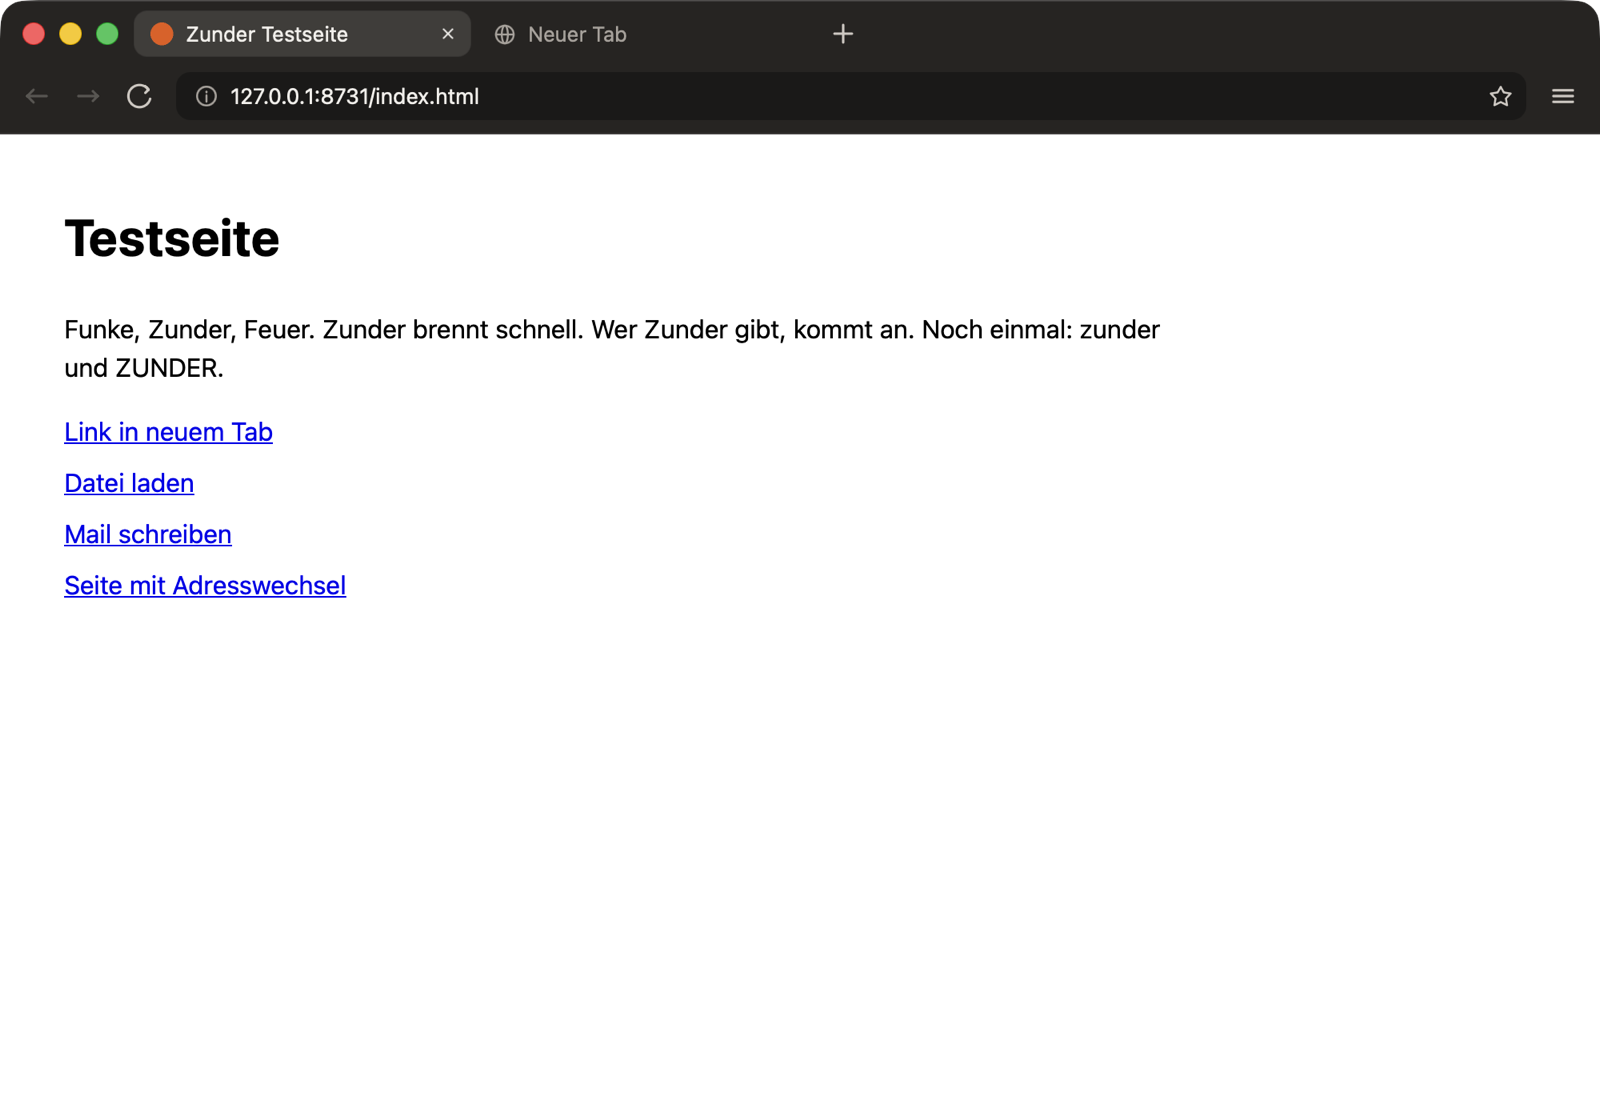 Zunder Testseite
Neuer Tab
127.0.0.1:8731/index.html
Testseite
Funke, Zunder, Feuer. Zunder brennt schnell. Wer Zunder gibt, kommt an. Noch einmal: zunder
und ZUNDER.
Link in neuem Tab
Datei laden
Mail schreiben
Seite mit Adresswechsel